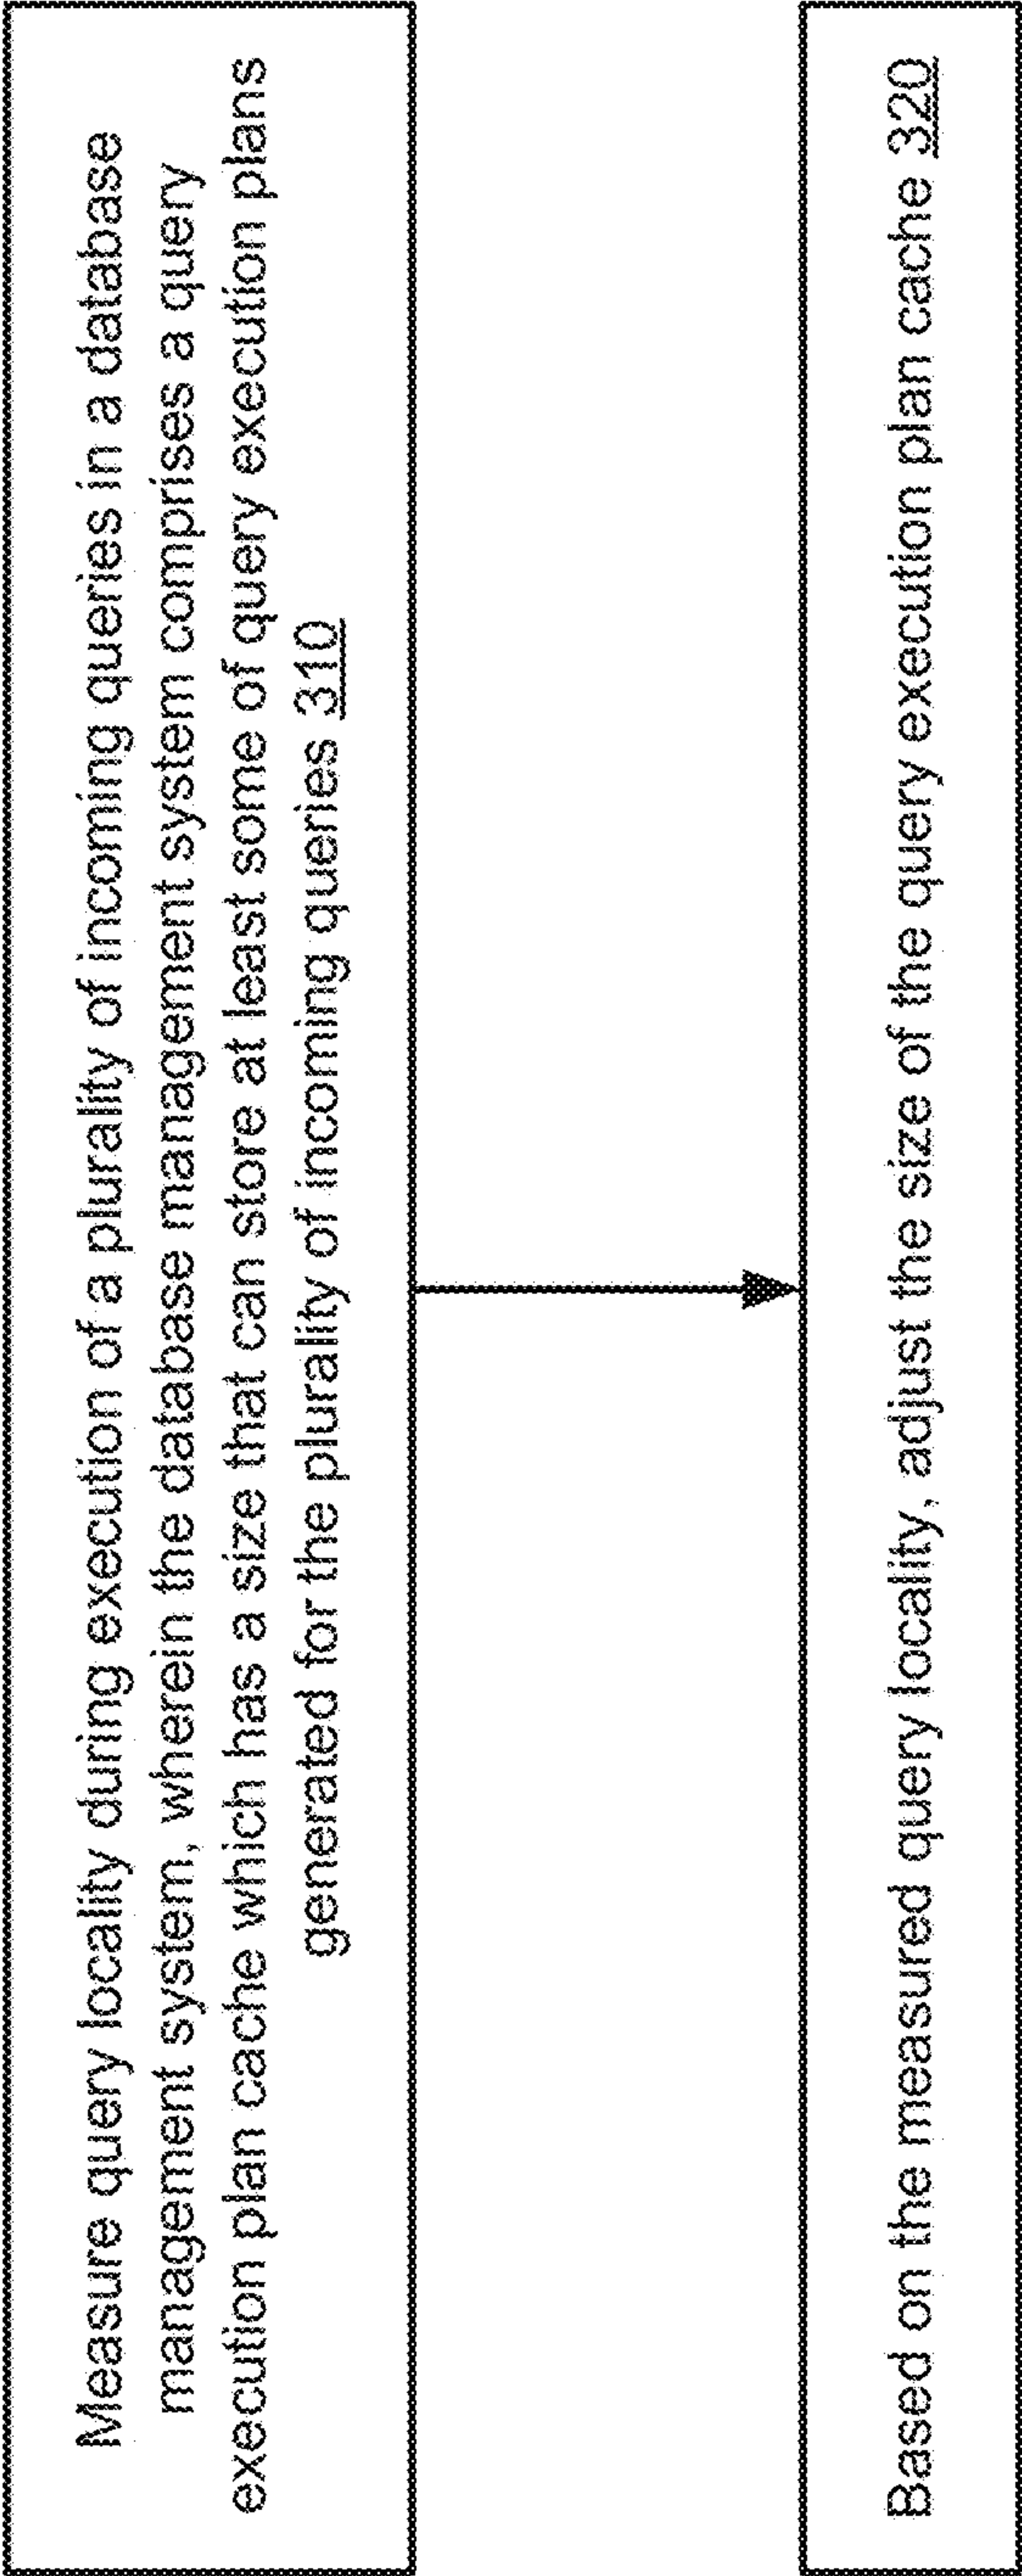 Measure query locality during execution of a plurality of incoming queries in a database
management system, wherein the database management system comprises a query
execution plan cache which has a size that can store at least some of query execution plans
generated for the plurality of incoming queries 310
Based on the measured query locality, adjust the size of the query execution plan cache 320